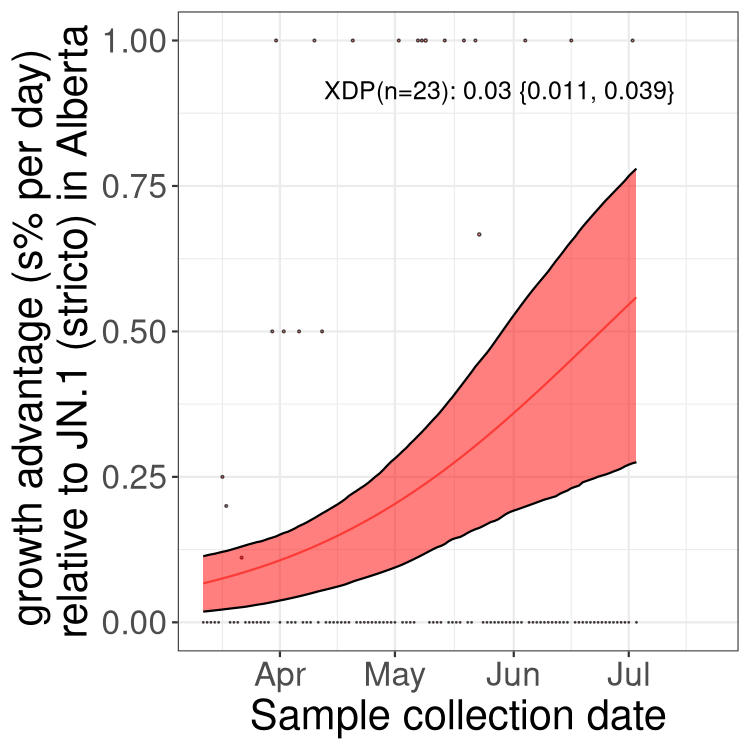 growth advantage (s% per day)
relative to JN.1 (stricto) in Alberta
1.00
0.75
0.50
0.25
0.00
XDP(n=23): 0.03 {0.011, 0.039}
Apr May Jun Jul
Sample collection date